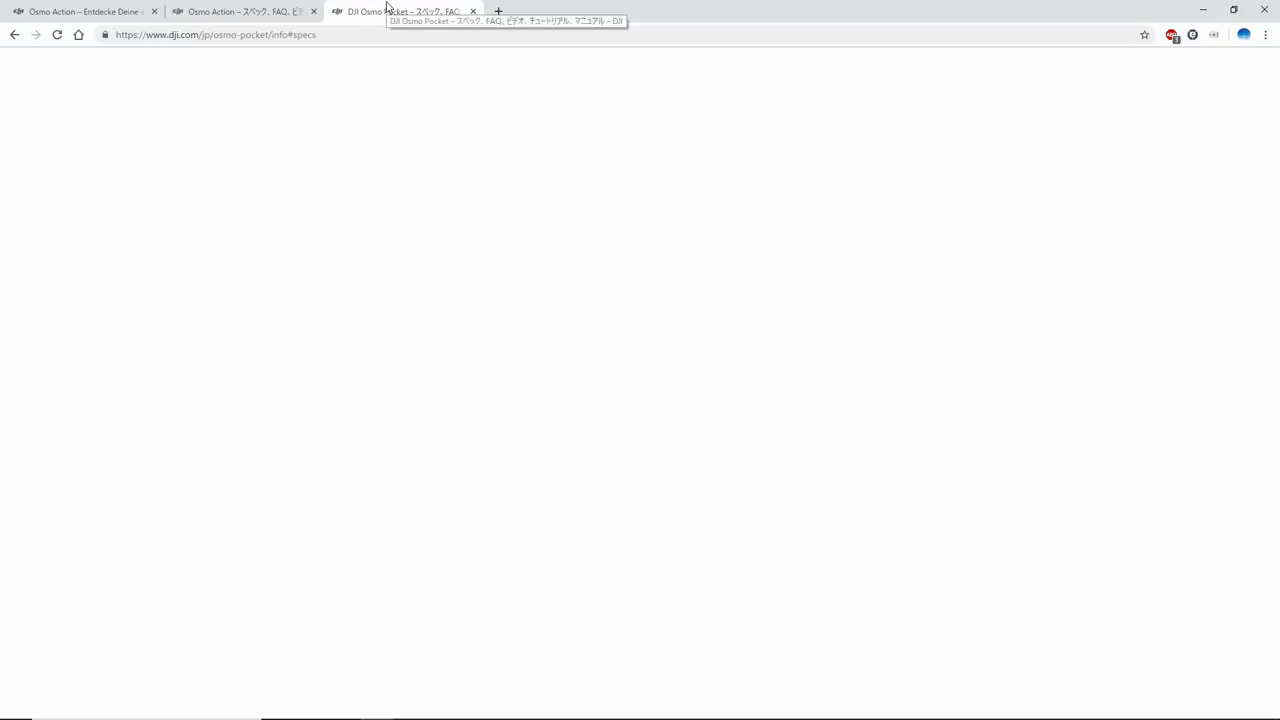 Osmo Action – Entdecke Deine
Osmo Action – スペック、FAQ、ビデ
DJI Osmo Pocket – スペック、FAQ、
DJI Osmo Pocket – スペック、FAQ、ビデオ、チュートリアル、マニュアル – DJI
https://www.dji.com/jp/osmo-pocket/info#specs
ABP
3